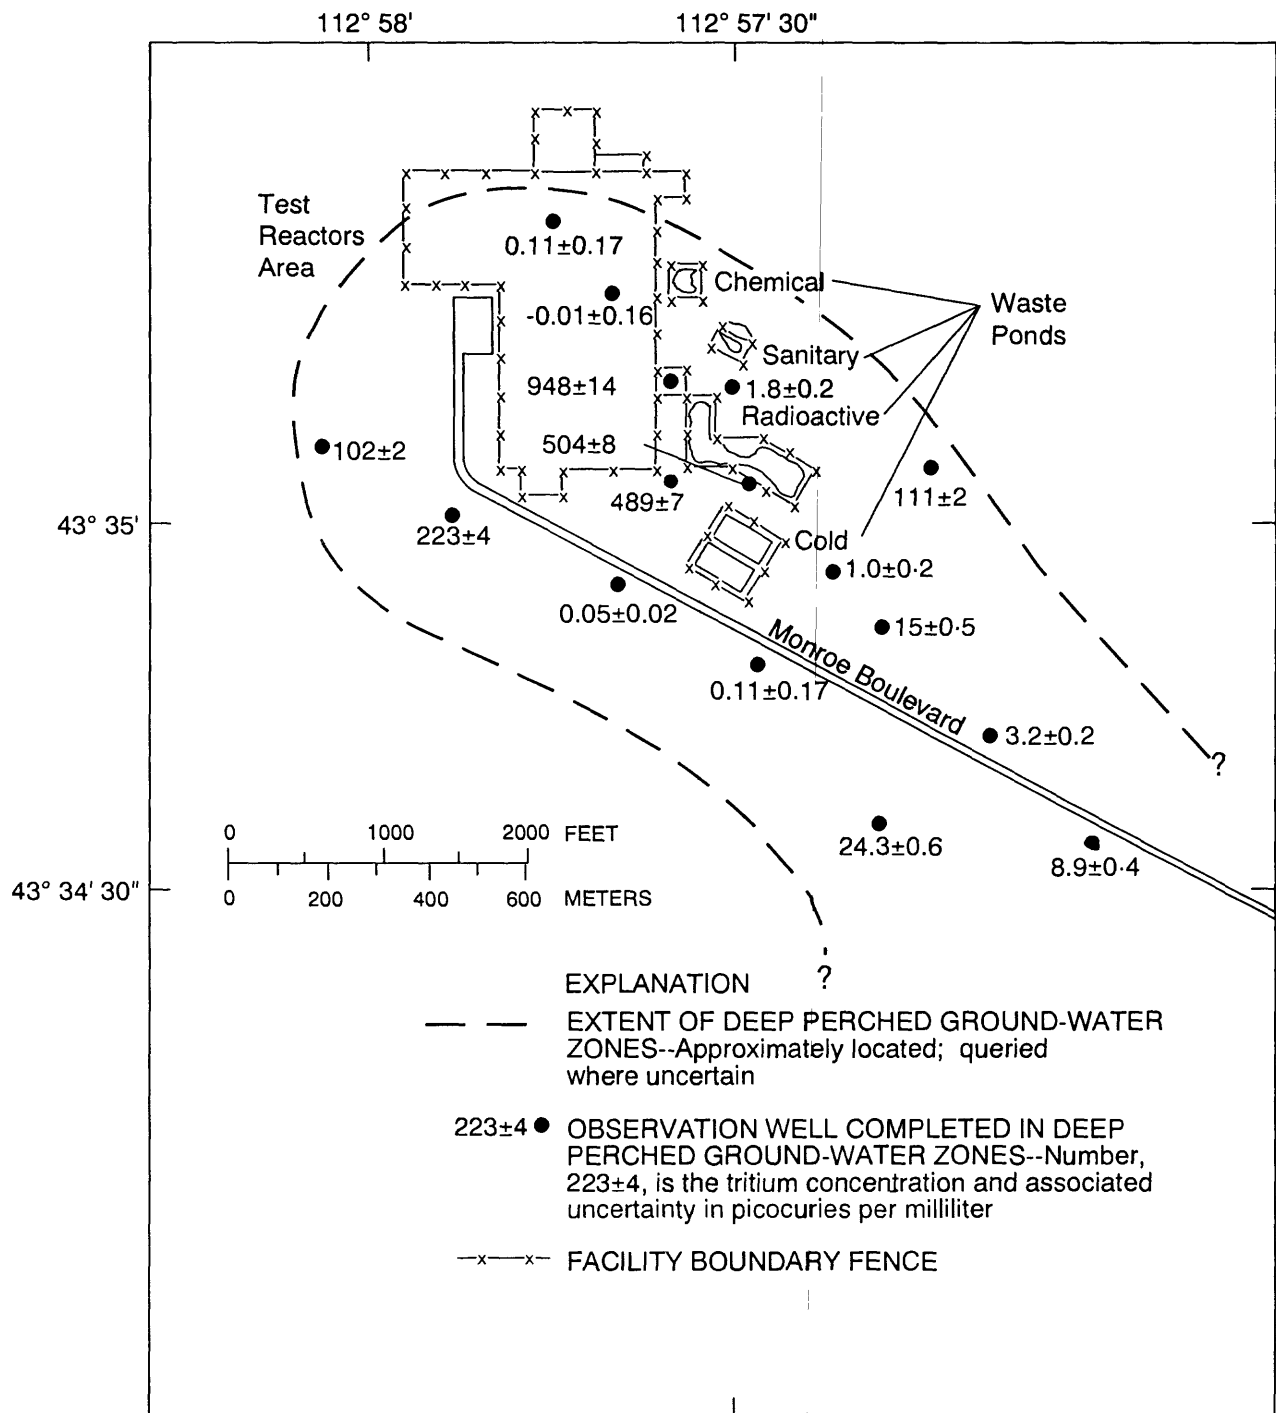 112° 58'
112° 57' 30"
Test
Reactors
Area
0.11±0.17
Chemical
-0.01±0.16
Waste
Ponds
Sanitary
948±14
1.8±0.2
Radioactive
504±8
102±2
489±7
111±2
43° 35'
223±4
Cold
1.0±0.2
0.05±0.02
15±0.5
Monroe Boulevard
0.11±0.17
3.2±0.2
?
0 1000 2000 FEET
24.3±0.6
8.9±0.4
43° 34' 30"
0 200 400 600 METERS
?
EXPLANATION
EXTENT OF DEEP PERCHED GROUND-WATER
ZONES--Approximately located; queried
where uncertain
223±4 OBSERVATION WELL COMPLETED IN DEEP
PERCHED GROUND-WATER ZONES--Number,
223±4, is the tritium concentration and associated
uncertainty in picocuries per milliliter
—x—x— FACILITY BOUNDARY FENCE